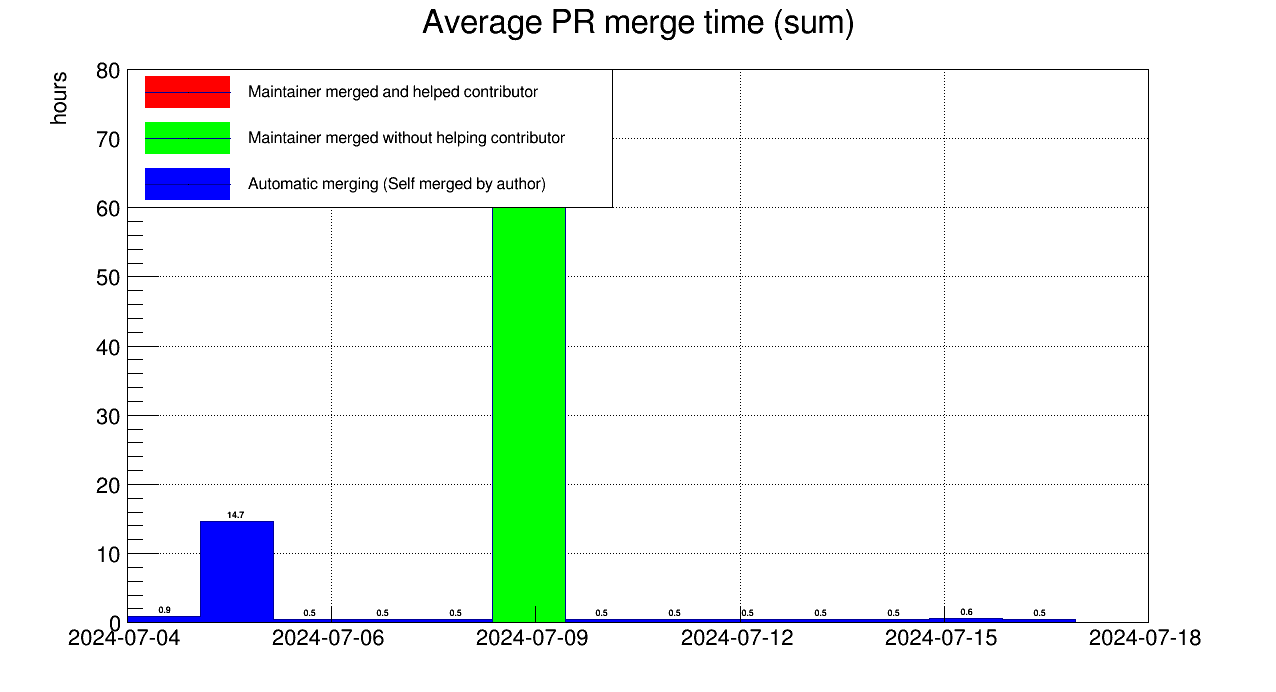 Average PR merge time (sum)
hours
80
70
60
50
40
30
20
10
0
Maintainer merged and helped contributor
Maintainer merged without helping contributor
Automatic merging (Self merged by author)
0.9 14.7 0.5 0.5 0.5 0.5 0.5 0.5 0.5 0.5 0.6 0.5
2024-07-04 2024-07-06 2024-07-09 2024-07-12 2024-07-15 2024-07-18